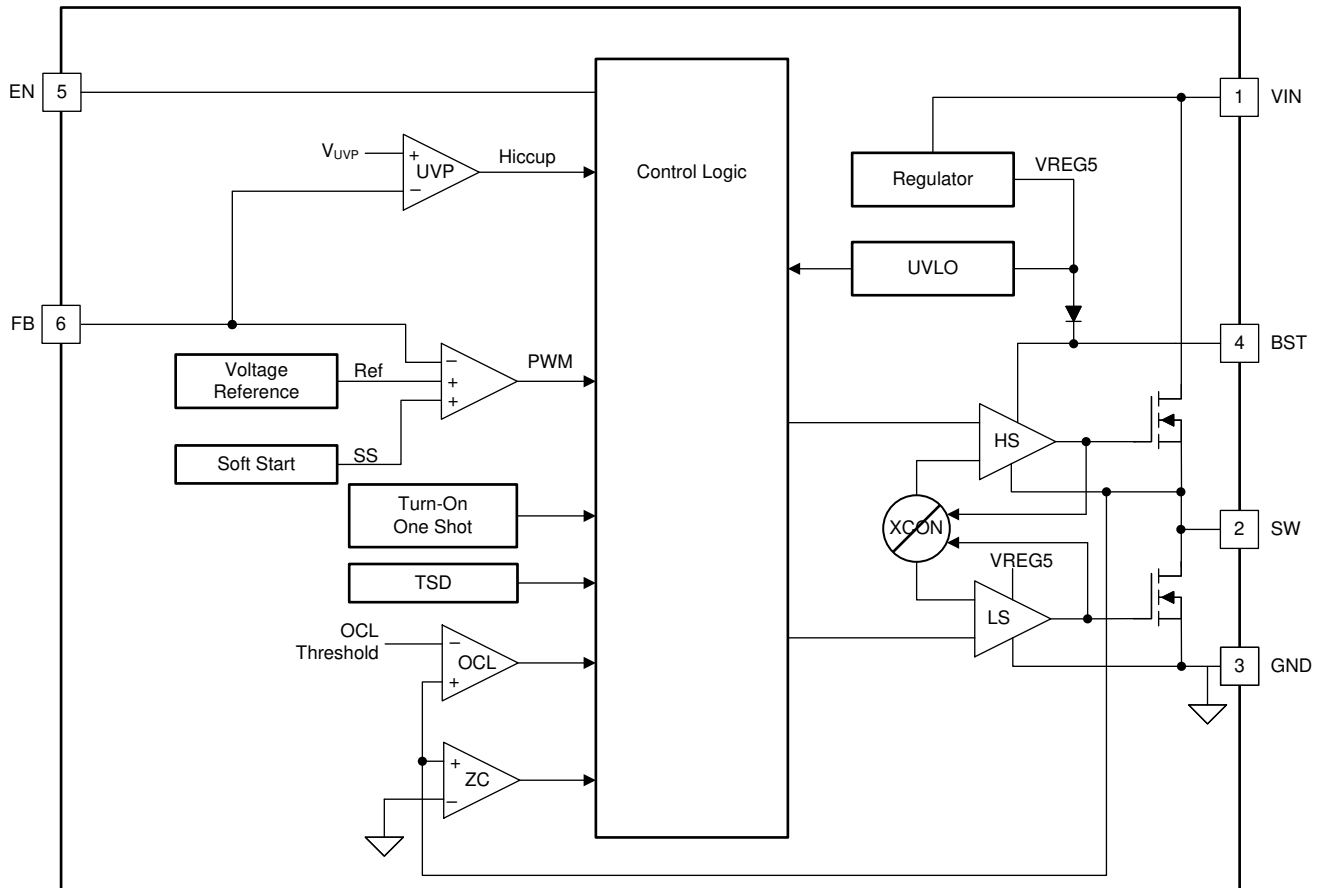 EN 5
1 VIN
V_UVP
+
UVP
−
Hiccup
Control Logic
Regulator
VREG5
UVLO
FB 6
4 BST
Voltage
Reference
Ref
−
+
+
PWM
Soft Start
SS
HS
Turn-On
One Shot
XCON
2 SW
TSD
VREG5
LS
OCL
Threshold
−
OCL
+
3 GND
+
ZC
−